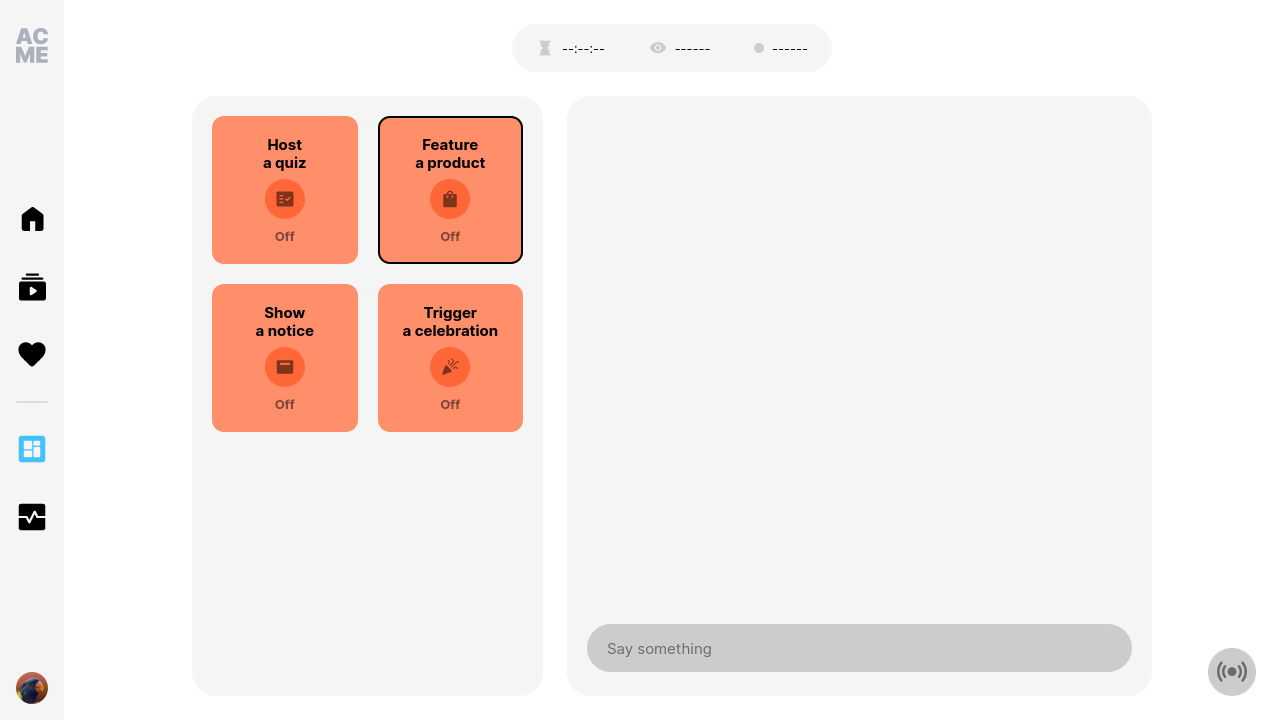 AC
ME
--:--:--
------
------
Host
a quiz
Off
Feature
a product
Off
Show
a notice
Off
Trigger
a celebration
Off
Say something